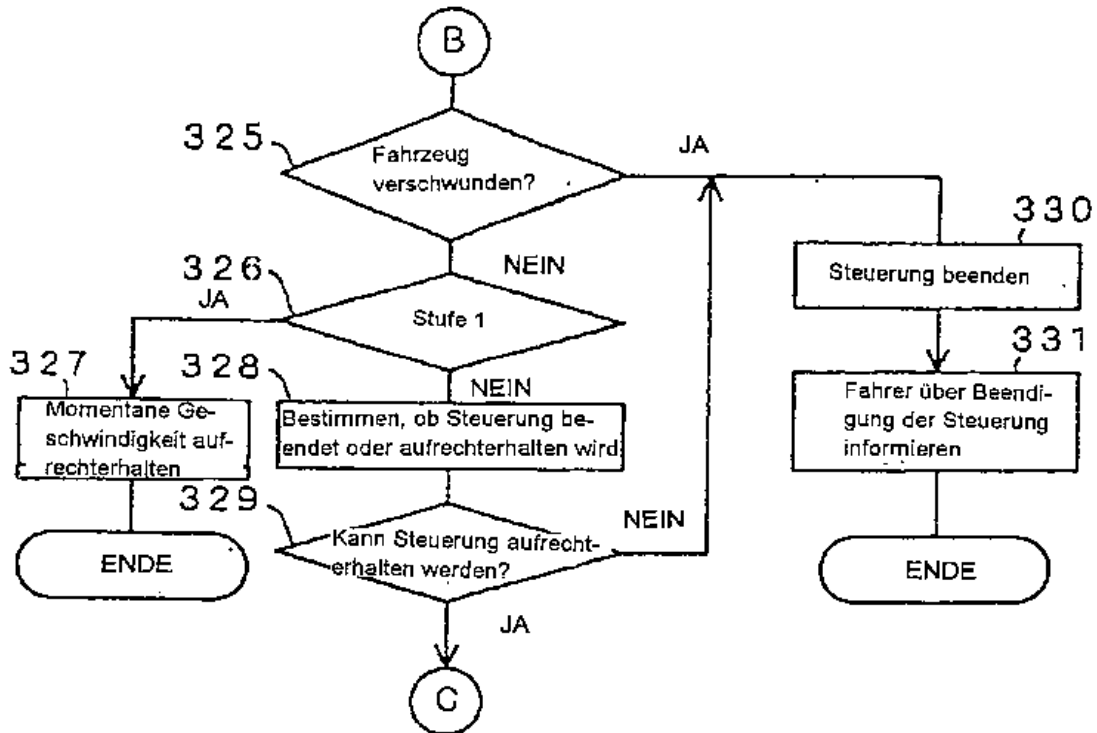 B
325
Fahrzeug
verschwunden?
JA
NEIN
326
JA
Stufe 1
NEIN
327
Momentane Ge-
schwindigkeit auf-
rechterhalten
ENDE
328
Bestimmen, ob Steuerung be-
endet oder aufrechterhalten wird
329
Kann Steuerung aufrecht-
erhalten werden?
NEIN
JA
C
330
Steuerung beenden
331
Fahrer über Beendi-
gung der Steuerung
informieren
ENDE